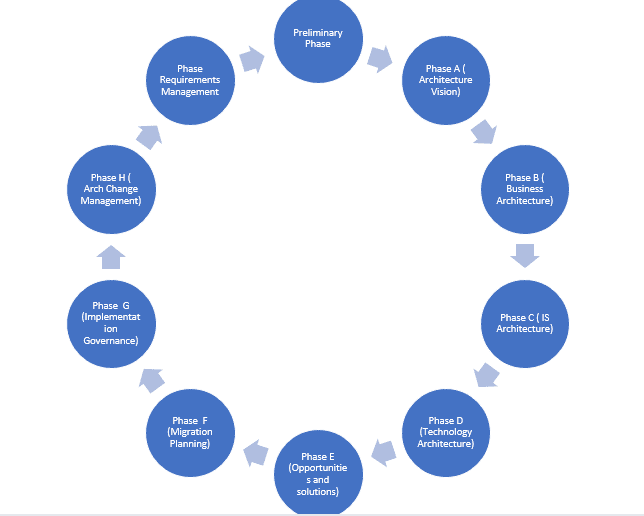 Preliminary
Phase
Phase A (
Architecture
Vision)
Phase B (
Business
Architecture)
Phase C ( IS
Architecture)
Phase D
(Technology
Architecture)
Phase E
(Opportunitie
s and
solutions)
Phase  F
(Migration
Planning)
Phase  G
(Implementat
ion
Governance)
Phase H (
Arch Change
Management)
Phase
Requirements
Management